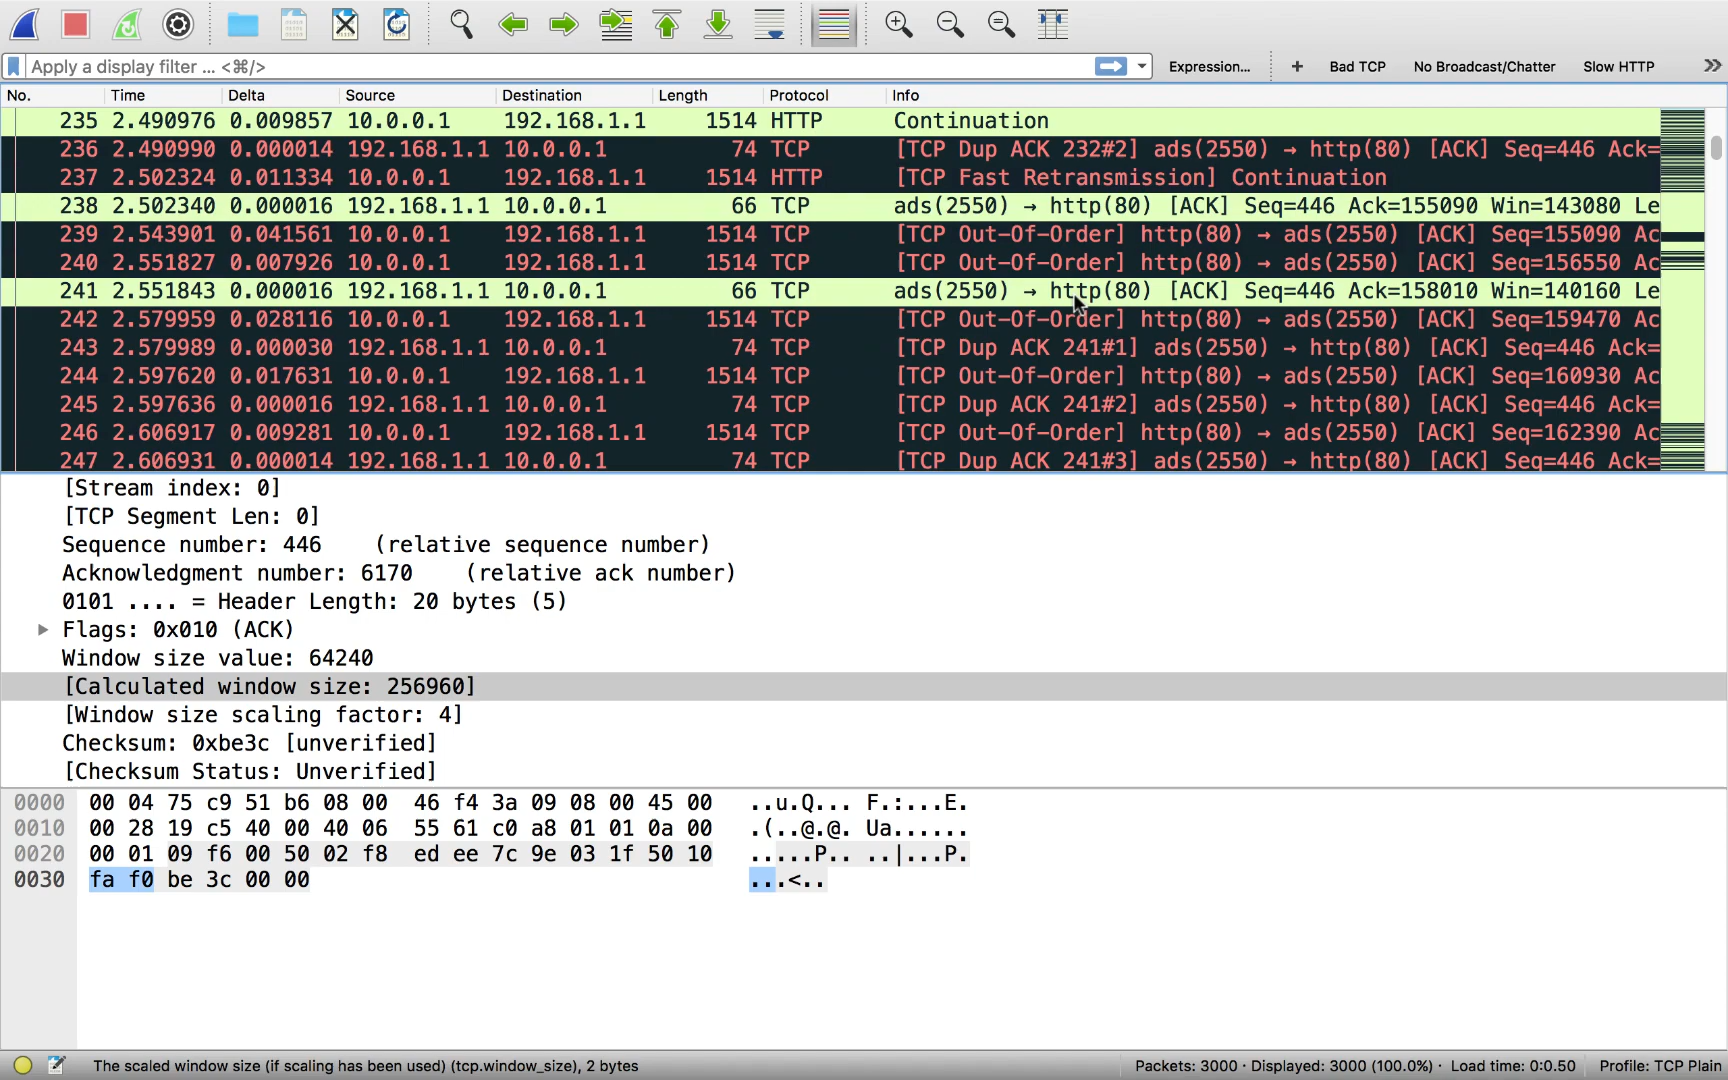 Apply a display filter ... <⌘/> Expression... + Bad TCP No Broadcast/Chatter Slow HTTP »
No. Time Delta Source Destination Length Protocol Info
235 2.490976 0.009857 10.0.0.1 192.168.1.1 1514 HTTP Continuation
236 2.490990 0.000014 192.168.1.1 10.0.0.1 74 TCP [TCP Dup ACK 232#2] ads(2550) → http(80) [ACK] Seq=446 Ack=
237 2.502324 0.011334 10.0.0.1 192.168.1.1 1514 HTTP [TCP Fast Retransmission] Continuation
238 2.502340 0.000016 192.168.1.1 10.0.0.1 66 TCP ads(2550) → http(80) [ACK] Seq=446 Ack=155090 Win=143080 Le
239 2.543901 0.041561 10.0.0.1 192.168.1.1 1514 TCP [TCP Out-Of-Order] http(80) → ads(2550) [ACK] Seq=155090 Ac
240 2.551827 0.007926 10.0.0.1 192.168.1.1 1514 TCP [TCP Out-Of-Order] http(80) → ads(2550) [ACK] Seq=156550 Ac
241 2.551843 0.000016 192.168.1.1 10.0.0.1 66 TCP ads(2550) → http(80) [ACK] Seq=446 Ack=158010 Win=140160 Le
242 2.579959 0.028116 10.0.0.1 192.168.1.1 1514 TCP [TCP Out-Of-Order] http(80) → ads(2550) [ACK] Seq=159470 Ac
243 2.579989 0.000030 192.168.1.1 10.0.0.1 74 TCP [TCP Dup ACK 241#1] ads(2550) → http(80) [ACK] Seq=446 Ack=
244 2.597620 0.017631 10.0.0.1 192.168.1.1 1514 TCP [TCP Out-Of-Order] http(80) → ads(2550) [ACK] Seq=160930 Ac
245 2.597636 0.000016 192.168.1.1 10.0.0.1 74 TCP [TCP Dup ACK 241#2] ads(2550) → http(80) [ACK] Seq=446 Ack=
246 2.606917 0.009281 10.0.0.1 192.168.1.1 1514 TCP [TCP Out-Of-Order] http(80) → ads(2550) [ACK] Seq=162390 Ac
247 2.606931 0.000014 192.168.1.1 10.0.0.1 74 TCP [TCP Dup ACK 241#3] ads(2550) → http(80) [ACK] Seq=446 Ack=
[Stream index: 0]
[TCP Segment Len: 0]
Sequence number: 446 (relative sequence number)
Acknowledgment number: 6170 (relative ack number)
0101 .... = Header Length: 20 bytes (5)
Flags: 0x010 (ACK)
Window size value: 64240
[Calculated window size: 256960]
[Window size scaling factor: 4]
Checksum: 0xbe3c [unverified]
[Checksum Status: Unverified]
0000 00 04 75 c9 51 b6 08 00 46 f4 3a 09 08 00 45 00 ..u.Q... F.:...E.
0010 00 28 19 c5 40 00 40 06 55 61 c0 a8 01 01 0a 00 .(..@.@. Ua......
0020 00 01 09 f6 00 50 02 f8 ed ee 7c 9e 03 1f 50 10 .....P.. ..|...P.
0030 fa f0 be 3c 00 00 ...<..
The scaled window size (if scaling has been used) (tcp.window_size), 2 bytes Packets: 3000 · Displayed: 3000 (100.0%) · Load time: 0:0.50 Profile: TCP Plain